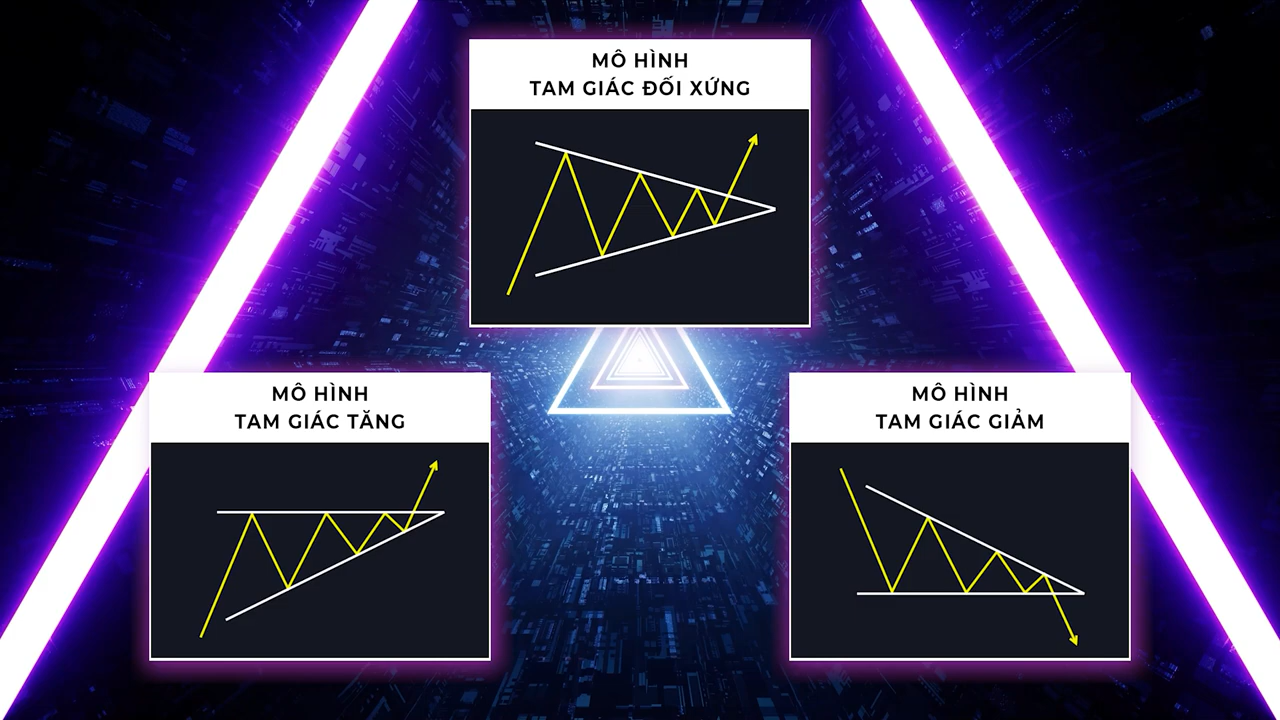 MÔ HÌNH
TAM GIÁC ĐỐI XỨNG
MÔ HÌNH
TAM GIÁC TĂNG
MÔ HÌNH
TAM GIÁC GIẢM